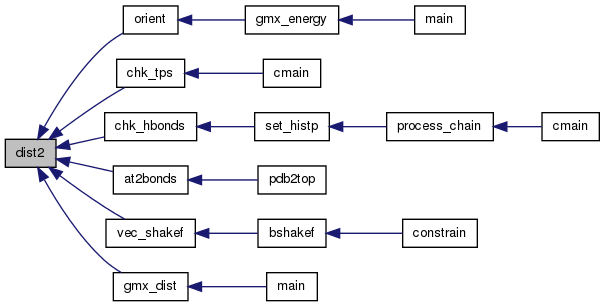 orient gmx_energy main
chk_tps cmain
chk_hbonds set_histp process_chain cmain
dist2
at2bonds pdb2top
vec_shakef bshakef constrain
gmx_dist main